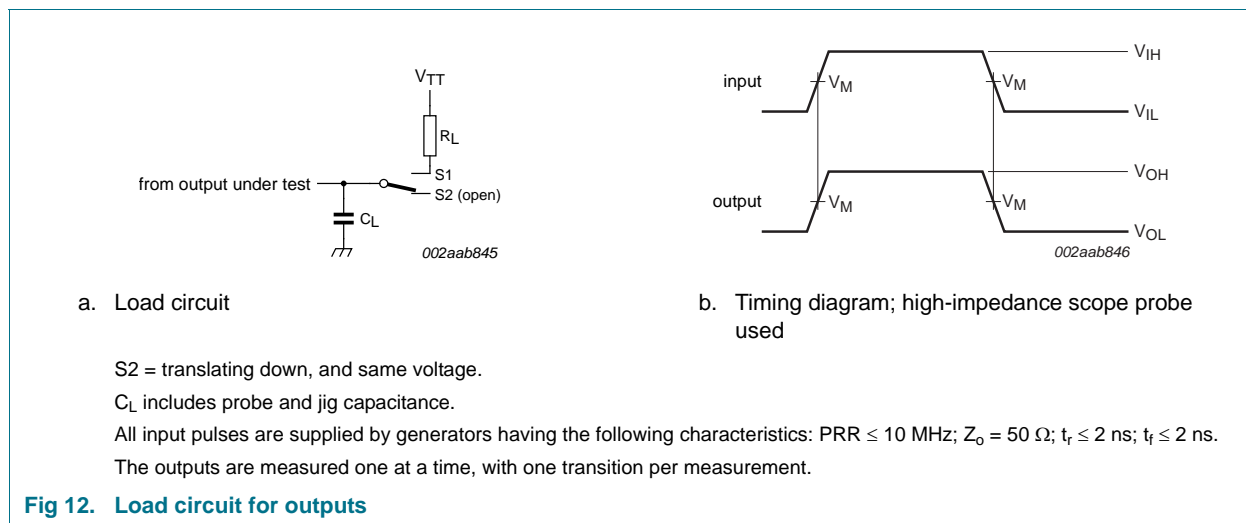 VTT
RL
S1
from output under test
S2 (open)
CL
002aab845
a. Load circuit
VIH
input
VM
VM
VIL
VOH
output
VM
VM
VOL
002aab846
b. Timing diagram; high-impedance scope probe
used
S2 = translating down, and same voltage.
CL includes probe and jig capacitance.
All input pulses are supplied by generators having the following characteristics: PRR ≤ 10 MHz; Zo = 50 Ω; tr ≤ 2 ns; tf ≤ 2 ns.
The outputs are measured one at a time, with one transition per measurement.
Fig 12. Load circuit for outputs